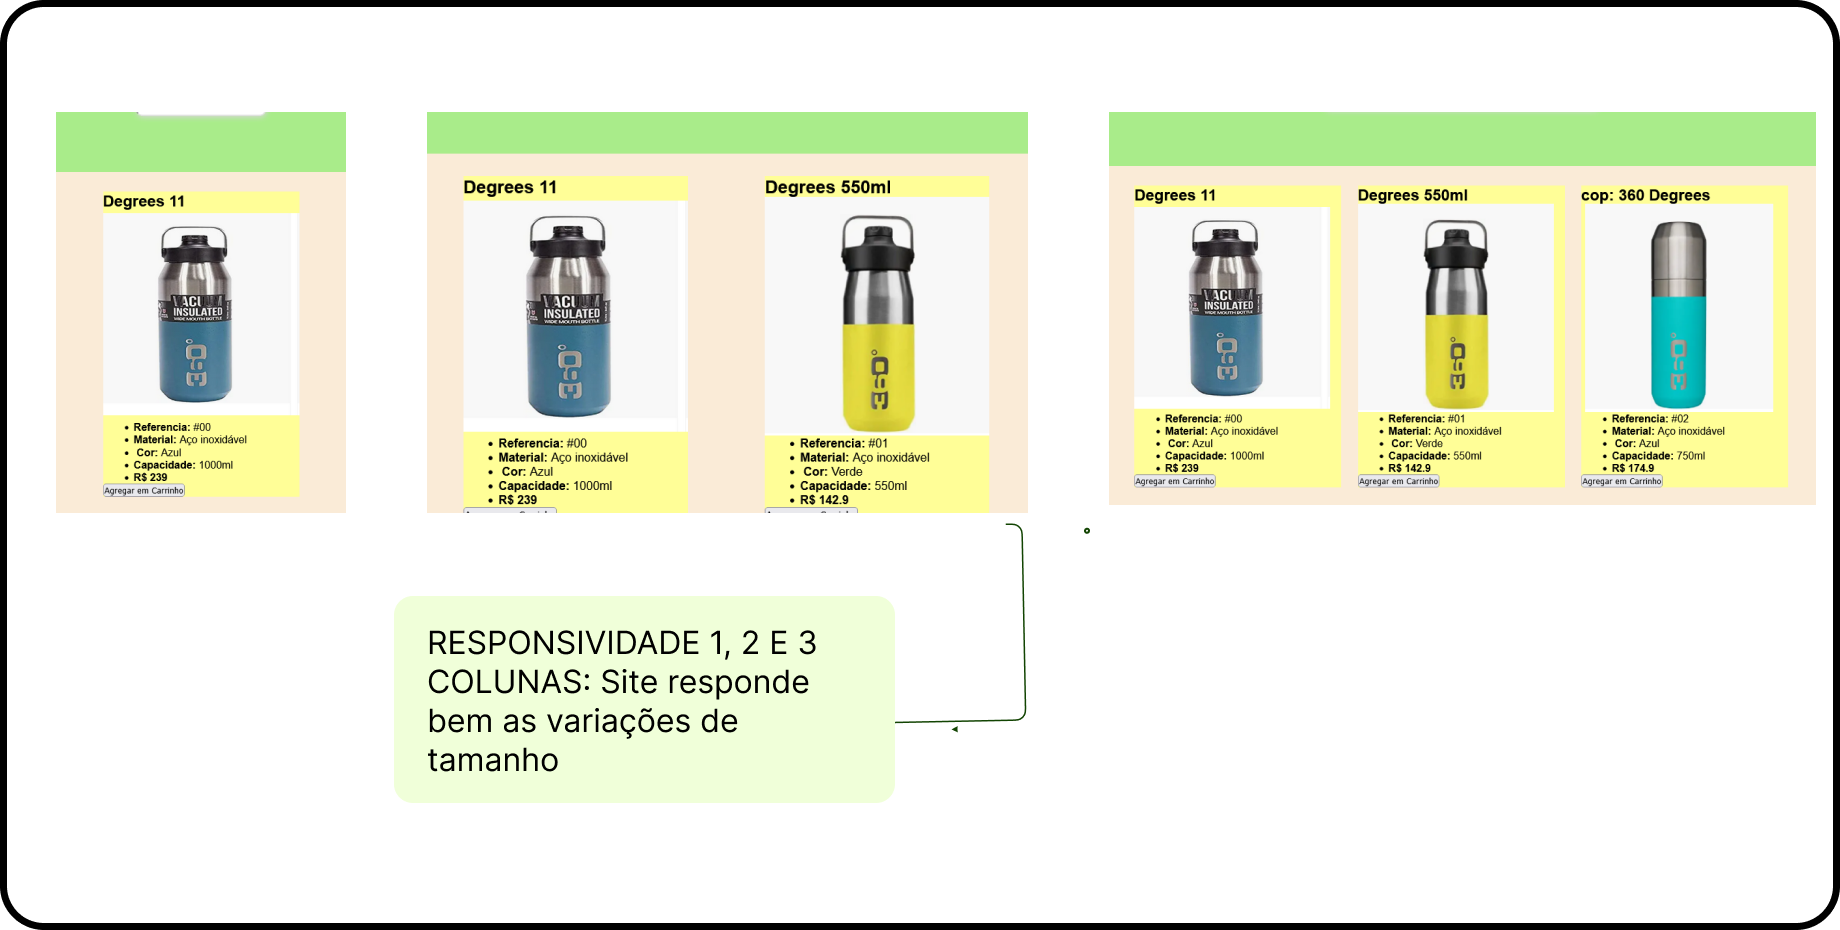 Degrees 11
VACUUM
INSULATED
WIDE MOUTH BOTTLE
360°
• Referencia: #00
• Material: Aço inoxidável
• Cor: Azul
• Capacidade: 1000ml
• R$ 239
Agregar em Carrinho
Degrees 11
VACUUM
INSULATED
WIDE MOUTH BOTTLE
360°
• Referencia: #00
• Material: Aço inoxidável
• Cor: Azul
• Capacidade: 1000ml
• R$ 239
Degrees 550ml
360°
• Referencia: #01
• Material: Aço inoxidável
• Cor: Verde
• Capacidade: 550ml
• R$ 142.9
Degrees 11
VACUUM
INSULATED
WIDE MOUTH BOTTLE
360°
• Referencia: #00
• Material: Aço inoxidável
• Cor: Azul
• Capacidade: 1000ml
• R$ 239
Agregar em Carrinho
Degrees 550ml
360°
• Referencia: #01
• Material: Aço inoxidável
• Cor: Verde
• Capacidade: 550ml
• R$ 142.9
Agregar em Carrinho
cop: 360 Degrees
360°
• Referencia: #02
• Material: Aço inoxidável
• Cor: Azul
• Capacidade: 750ml
• R$ 174.9
Agregar em Carrinho
RESPONSIVIDADE 1, 2 E 3
COLUNAS: Site responde
bem as variações de
tamanho